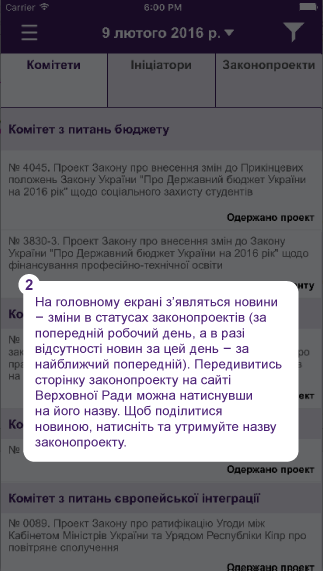 Carrier 6:00 PM
9 лютого 2016 р.
Комітети Ініціатори Законопроекти
Комітет з питань бюджету
№ 4045. Проект Закону про внесення змін до Прикінцевих
положень Закону України "Про Державний бюджет України
на 2016 рік" щодо соціального захисту студентів
Одержано проект
№ 3830-3. Проект Закону про внесення змін до Закону
України "Про Державний бюджет України на 2016 рік" щодо
фінансування професійно-технічної освіти
2
На головному екрані з’являться новини
– зміни в статусах законопроектів (за
попередній робочий день, а в разі
відсутності новин за цей день – за
найближчий попередній). Передивитись
сторінку законопроекту на сайті
Верховної Ради можна натиснувши
на його назву. Щоб поділитися
новиною, натисніть та утримуйте назву
законопроекту.
Одержано проект
Комітет з питань європейської інтеграції
№ 0089. Проект Закону про ратифікацію Угоди між
Кабінетом Міністрів України та Урядом Республіки Кіпр про
повітряне сполучення
Одержано проект